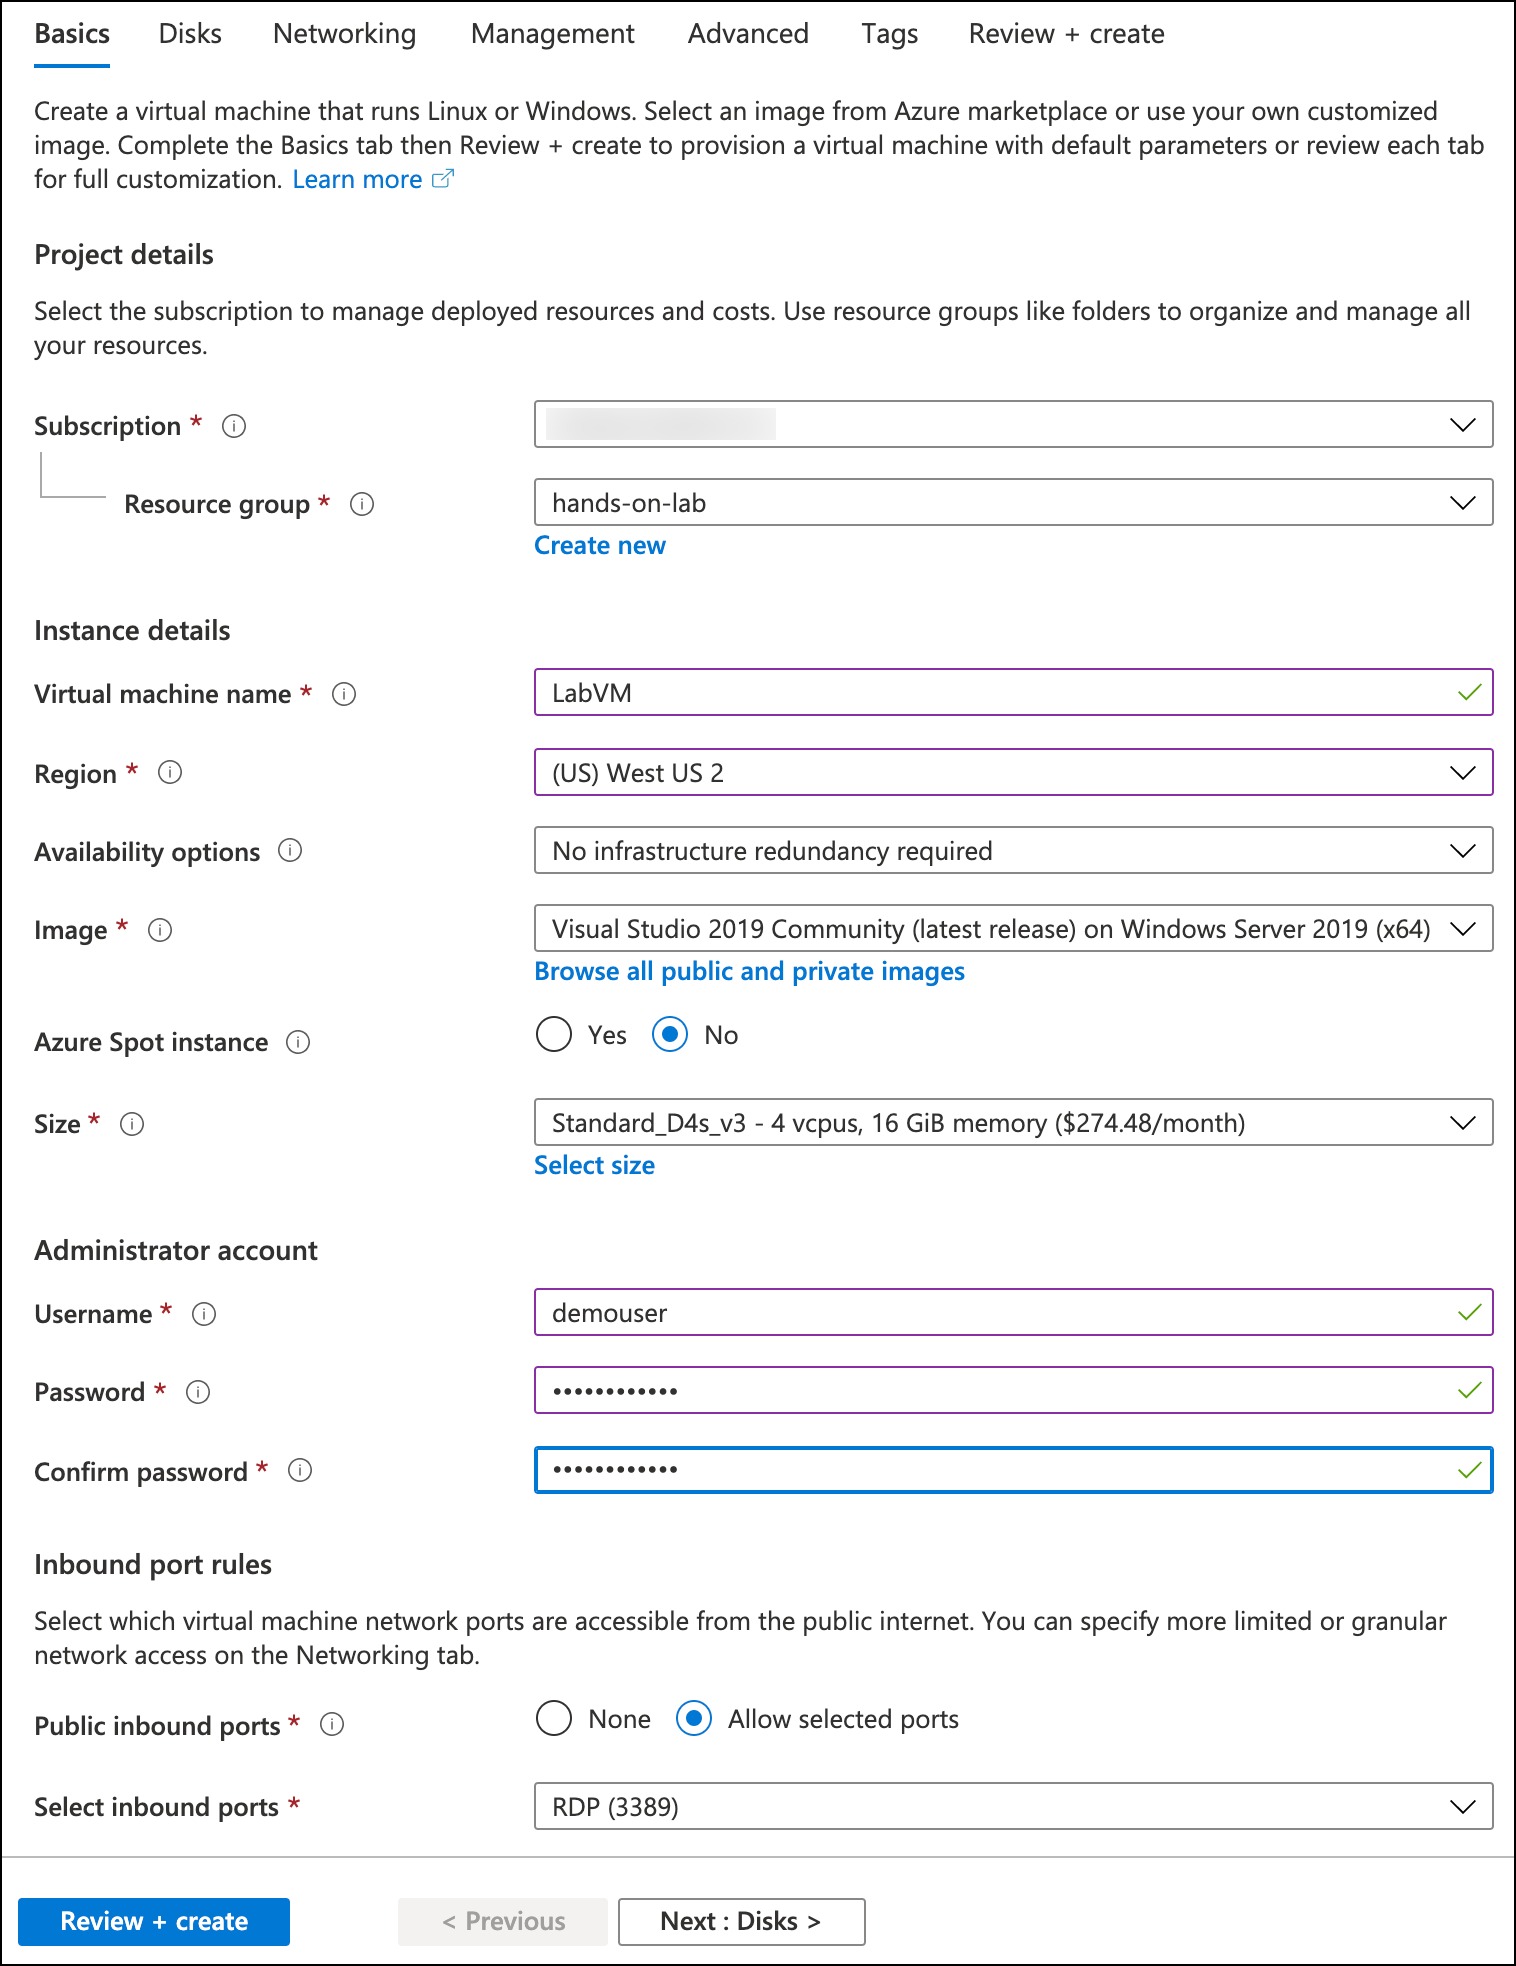 Basics Disks Networking Management Advanced Tags Review + create
Create a virtual machine that runs Linux or Windows. Select an image from Azure marketplace or use your own customized
image. Complete the Basics tab then Review + create to provision a virtual machine with default parameters or review each tab
for full customization. Learn more
Project details
Select the subscription to manage deployed resources and costs. Use resource groups like folders to organize and manage all
your resources.
Subscription *
Resource group * hands-on-lab
Create new
Instance details
Virtual machine name * LabVM
Region * (US) West US 2
Availability options No infrastructure redundancy required
Image * Visual Studio 2019 Community (latest release) on Windows Server 2019 (x64)
Browse all public and private images
Azure Spot instance Yes No
Size * Standard_D4s_v3 - 4 vcpus, 16 GiB memory ($274.48/month)
Select size
Administrator account
Username * demouser
Password * ••••••••••••
Confirm password * ••••••••••••
Inbound port rules
Select which virtual machine network ports are accessible from the public internet. You can specify more limited or granular
network access on the Networking tab.
Public inbound ports * None Allow selected ports
Select inbound ports * RDP (3389)
Review + create < Previous Next : Disks >